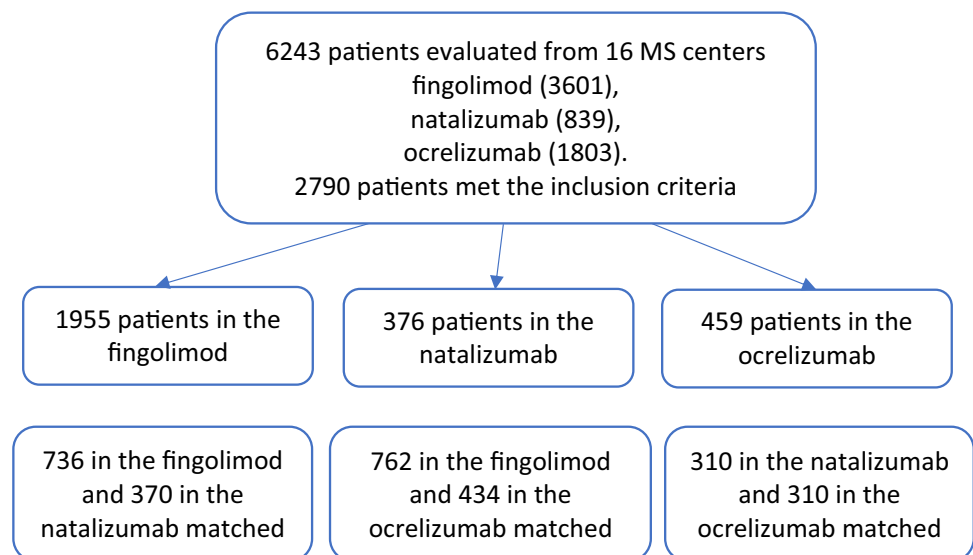 6243 patients evaluated from 16 MS centers
fingolimod (3601),
natalizumab (839),
ocrelizumab (1803).
2790 patients met the inclusion criteria
1955 patients in the
fingolimod
376 patients in the
natalizumab
459 patients in the
ocrelizumab
736 in the fingolimod
and 370 in the
natalizumab matched
762 in the fingolimod
and 434 in the
ocrelizumab matched
310 in the natalizumab
and 310 in the
ocrelizumab matched